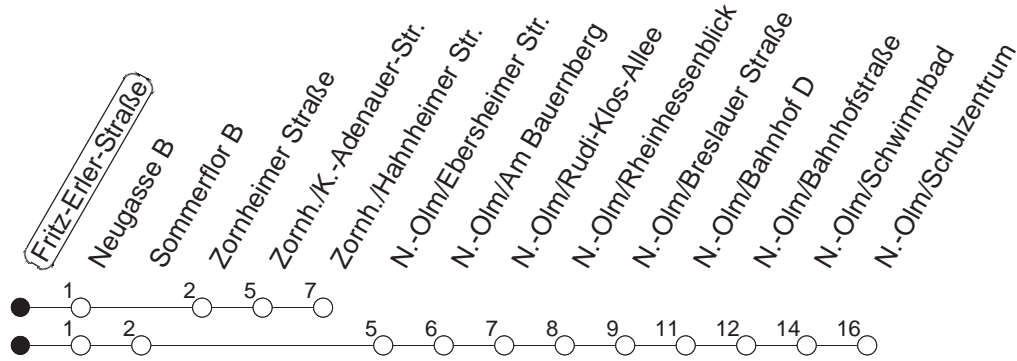 Fritz-Erler-Straße
Neugasse B
Sommerflor B
Zornheimer Straße
Zornh./K.-Adenauer-Str.
Zornh./Hahnheimer Str.
N.-Olm/Ebersheimer Str.
N.-Olm/Am Bauernberg
N.-Olm/Rudi-Klos-Allee
N.-Olm/Rheinhessenblick
N.-Olm/Breslauer Straße
N.-Olm/Bahnhof D
N.-Olm/Bahnhofstraße
N.-Olm/Schwimmbad
N.-Olm/Schulzentrum
1 2 5 7
1 2 5 6 7 8 9 11 12 14 16